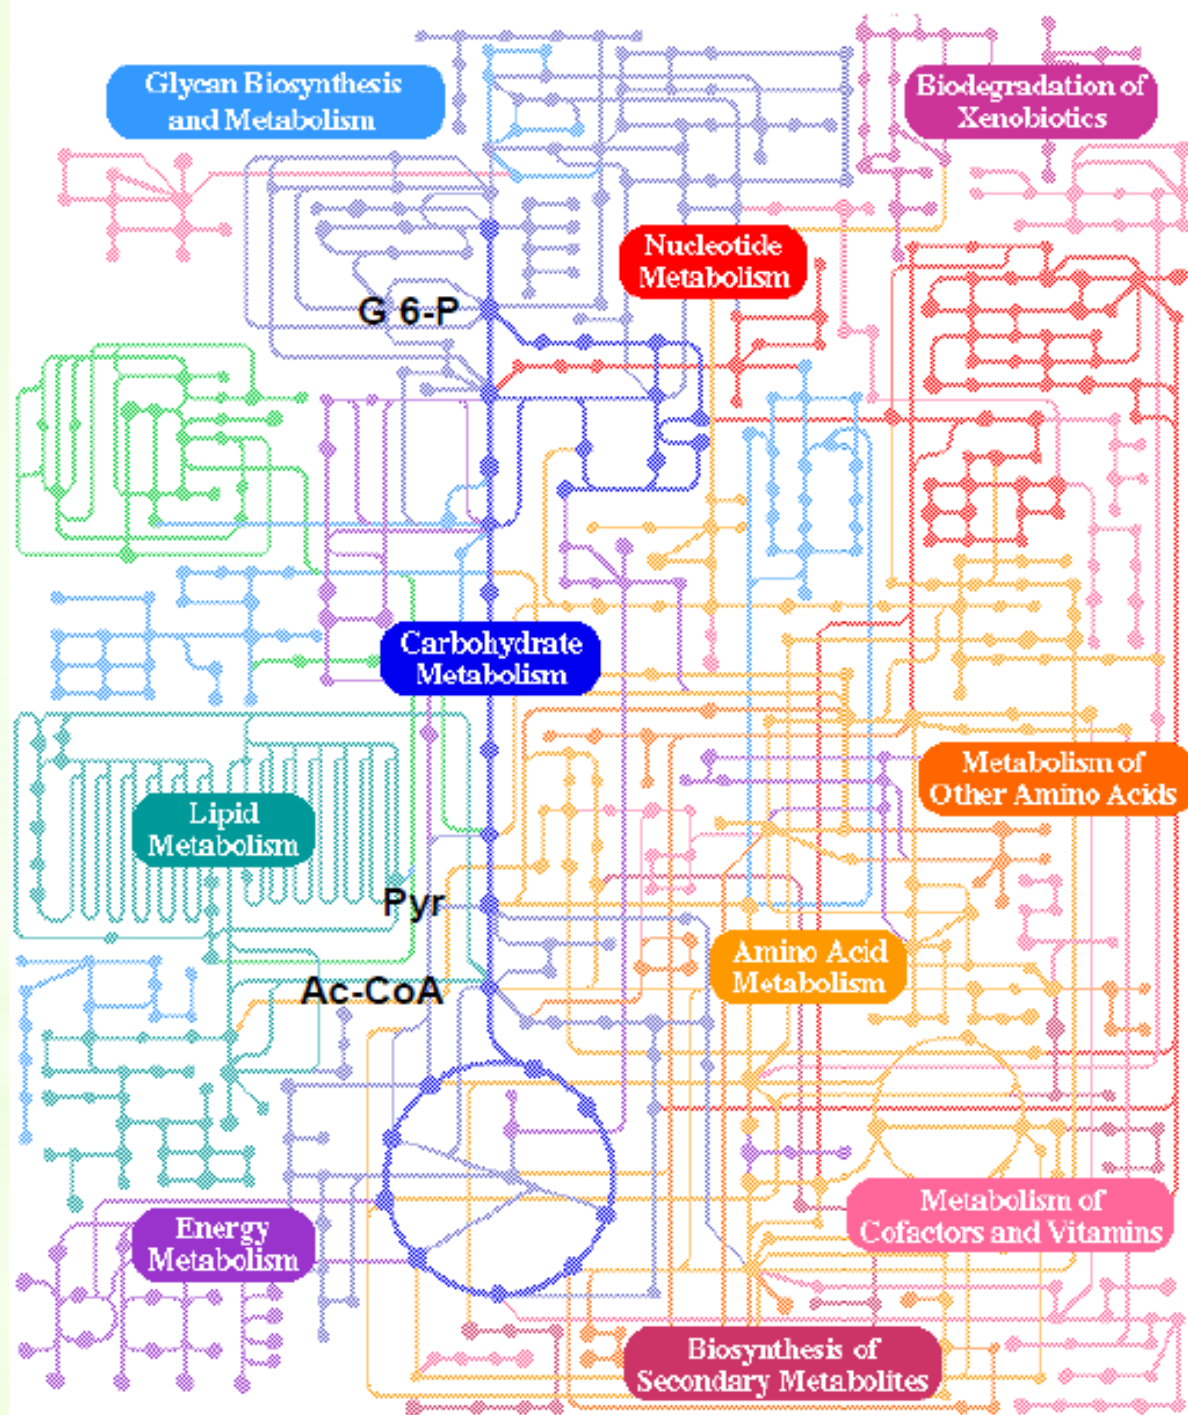 Glycan Biosynthesis
and Metabolism
Biodegradation of
Xenobiotics
Nucleotide
Metabolism
G 6-P
Carbohydrate
Metabolism
Metabolism of
Other Amino Acids
Lipid
Metabolism
Pyr
Amino Acid
Metabolism
Ac-CoA
Metabolism of
Cofactors and Vitamins
Energy
Metabolism
Biosynthesis of
Secondary Metabolites